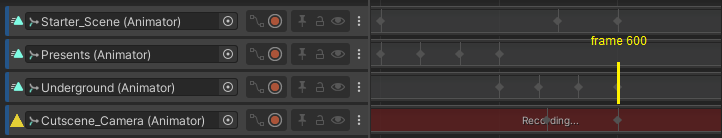 Starter_Scene (Animator)
Presents (Animator)
frame 600
Underground (Animator)
Cutscene_Camera (Animator)
Recording...